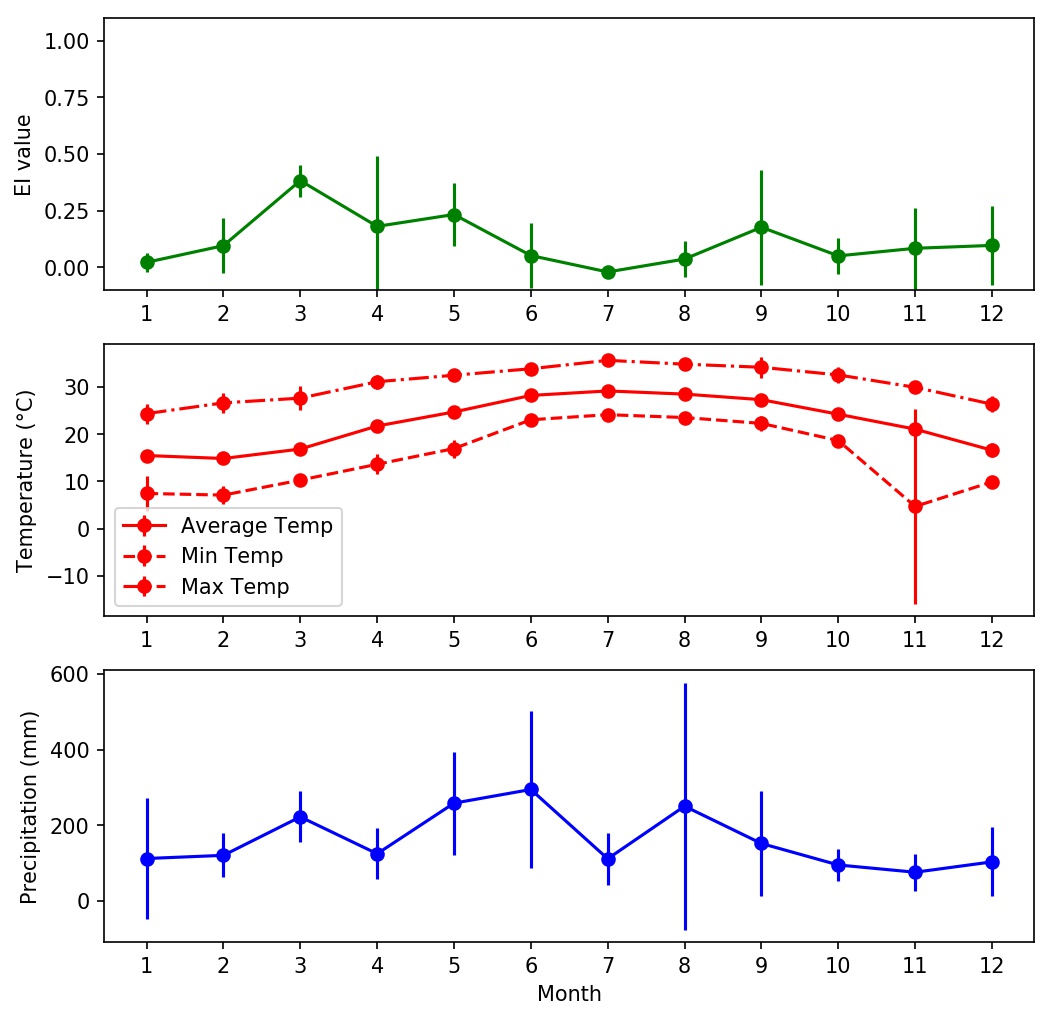 EI value
1.00
0.75
0.50
0.25
0.00
1 2 3 4 5 6 7 8 9 10 11 12
Temperature (°C)
30
20
10
0
−10
Average Temp
Min Temp
Max Temp
1 2 3 4 5 6 7 8 9 10 11 12
Precipitation (mm)
600
400
200
0
1 2 3 4 5 6 7 8 9 10 11 12
Month